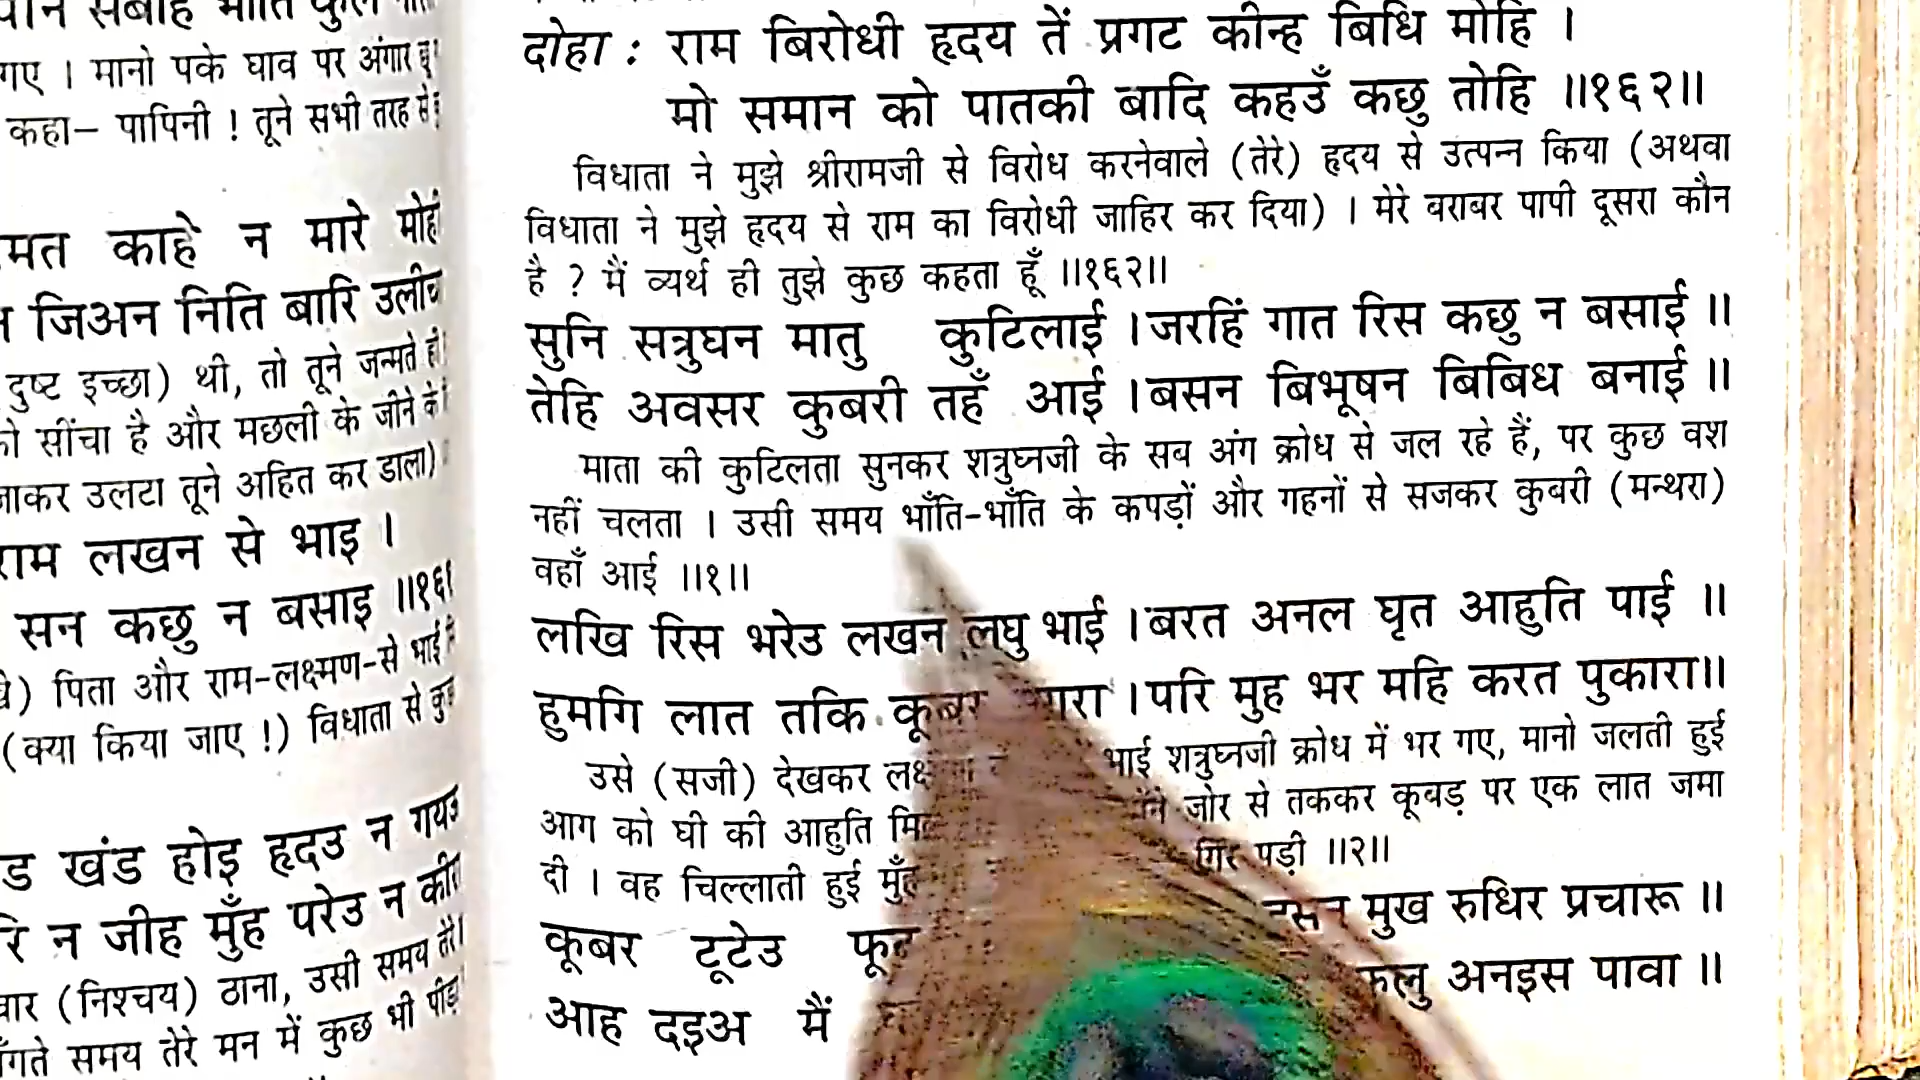 गए । मानो पके घाव पर अंगार
कहा– पापिनी ! तूने सभी तरह से
काहे न मारे मोही
जिअन निति बारि उलीचा
दुष्ट इच्छा) थी, तो तूने जन्मते ही
सींचा है और मछली के जीने के
उलटा तूने अहित कर डाला)
लखन से भाइ ।
सन कछु न बसाइ
पिता और राम-लक्ष्मण-से भाई
(क्या किया जाए !) विधाता से कुछ
खंड होइ हृदउ न गयउ
न जीह मुँह परेउ न
(निश्चय) ठाना, उसी समय तेरे
समय तेरे मन में कुछ भी
दोहा : राम बिरोधी हृदय तें प्रगट कीन्ह बिधि मोहि ।
मो समान को पातकी बादि कहउँ कछु तोहि ॥१६२॥
विधाता ने मुझे श्रीरामजी से विरोध करनेवाले (तेरे) हृदय से उत्पन्न किया (अथवा
विधाता ने मुझे हृदय से राम का विरोधी जाहिर कर दिया) । मेरे बराबर पापी दूसरा कौन
है ? मैं व्यर्थ ही तुझे कुछ कहता हूँ ॥१६२॥
सुनि सत्रुघन मातु कुटिलाई । जरहिं गात रिस कछु न बसाई ॥
तेहि अवसर कुबरी तहँ आई । बसन बिभूषन बिबिध बनाई ॥
माता की कुटिलता सुनकर शत्रुघ्नजी के सब अंग क्रोध से जल रहे हैं, पर कुछ वश
नहीं चलता । उसी समय भाँति-भाँति के कपड़ों और गहनों से सजकर कुबरी (मन्थरा)
वहाँ आई ॥१॥
लखि रिस भरेउ लखन लघु भाई । बरत अनल घृत आहुति पाई ॥
हुमगि लात तकि कूबर । परि मुह भर महि करत पुकारा॥
उसे (सजी) देखकर भाई शत्रुघ्नजी क्रोध में भर गए, मानो जलती हुई
आग को घी की आहुति जोर से तककर कूबड़ पर एक लात जमा
दी । वह चिल्लाती हुई पड़ी ॥२॥
कूबर टूटेउ मुख रुधिर प्रचारू ॥
आह दइअ मैं अनइस पावा ॥